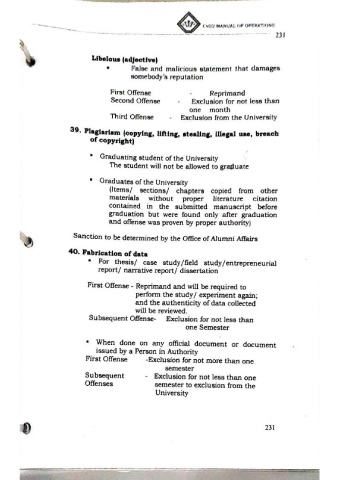 CvSU MANUAL OF OPERATIONS
231
Libelous (adjective)
• False and malicious statement that damages
somebody's reputation
First Offense - Reprimand
Second Offense - Exclusion for not less than
one month
Third Offense - Exclusion from the University
39. Plagiarism (copying, lifting, stealing, illegal use, breach
of copyright)
• Graduating student of the University
The student will not be allowed to graduate
• Graduates of the University
(Items/ sections/ chapters copied from other
materials without proper literature citation
contained in the submitted manuscript before
graduation but were found only after graduation
and offense was proven by proper authority)
Sanction to be determined by the Office of Alumni Affairs
40. Fabrication of data
• For thesis/ case study/field study/entrepreneurial
report/ narrative report/ dissertation
First Offense - Reprimand and will be required to
perform the study/ experiment again;
and the authenticity of data collected
will be reviewed.
Subsequent Offense- Exclusion for not less than
one Semester
• When done on any official document or document
issued by a Person in Authority
First Offense -Exclusion for not more than one
semester
Subsequent - Exclusion for not less than one
Offenses semester to exclusion from the
University
231